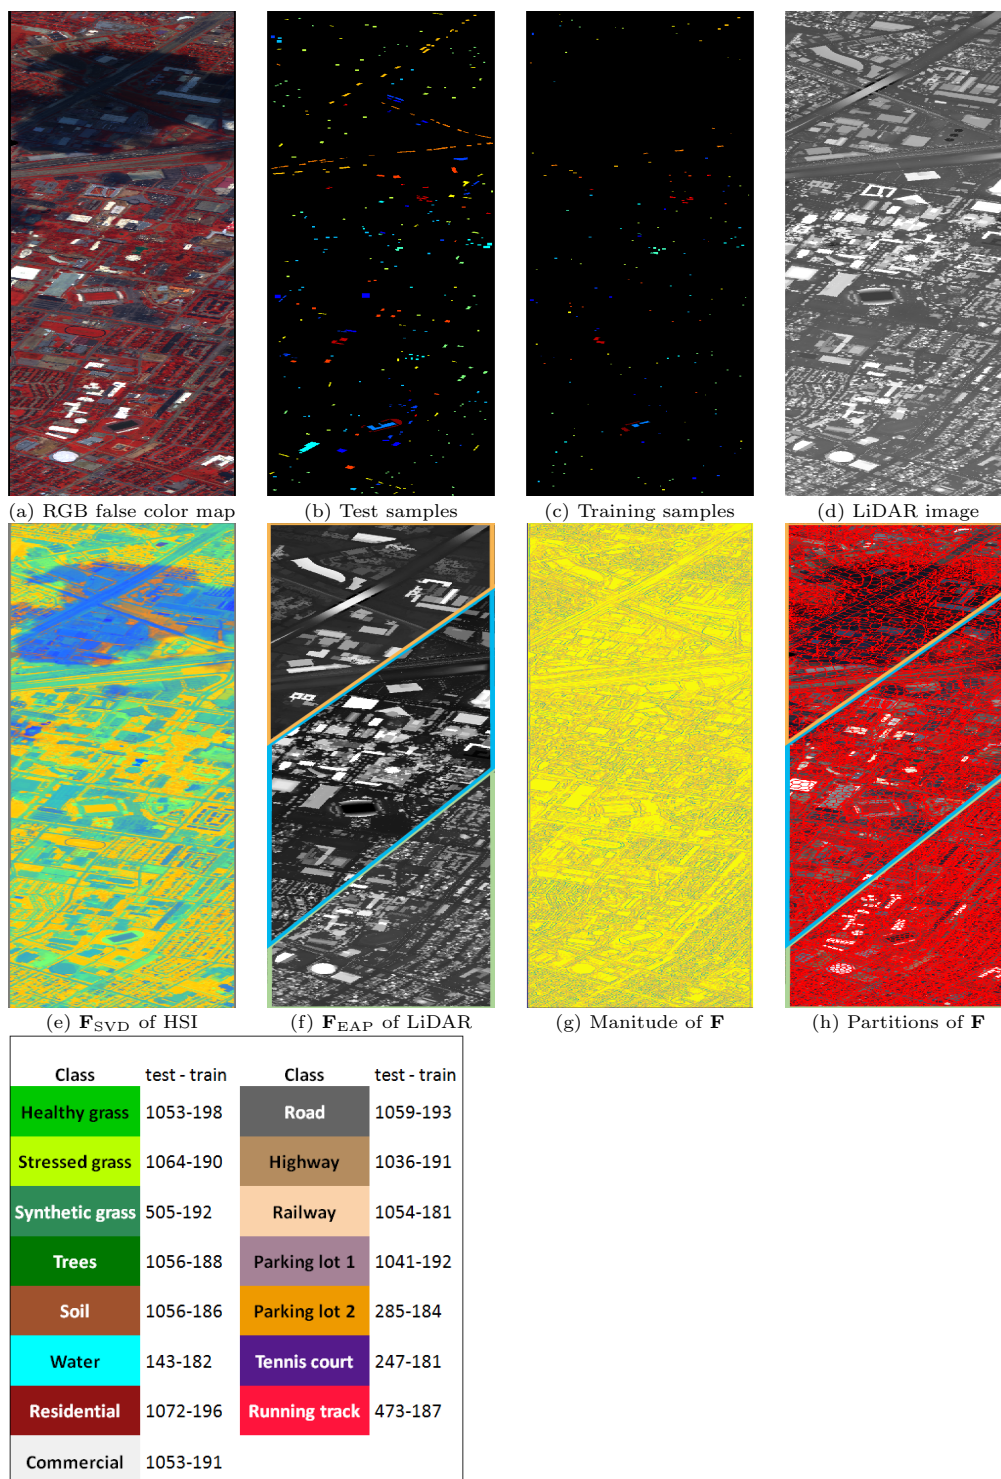 (a) RGB false color map
(b) Test samples
(c) Training samples
(d) LiDAR image
(e) F_SVD of HSI
(f) F_EAP of LiDAR
(g) Manitude of F
(h) Partitions of F
Class test - train Class test - train
Healthy grass 1053-198 Road 1059-193
Stressed grass 1064-190 Highway 1036-191
Synthetic grass 505-192 Railway 1054-181
Trees 1056-188 Parking lot 1 1041-192
Soil 1056-186 Parking lot 2 285-184
Water 143-182 Tennis court 247-181
Residential 1072-196 Running track 473-187
Commercial 1053-191